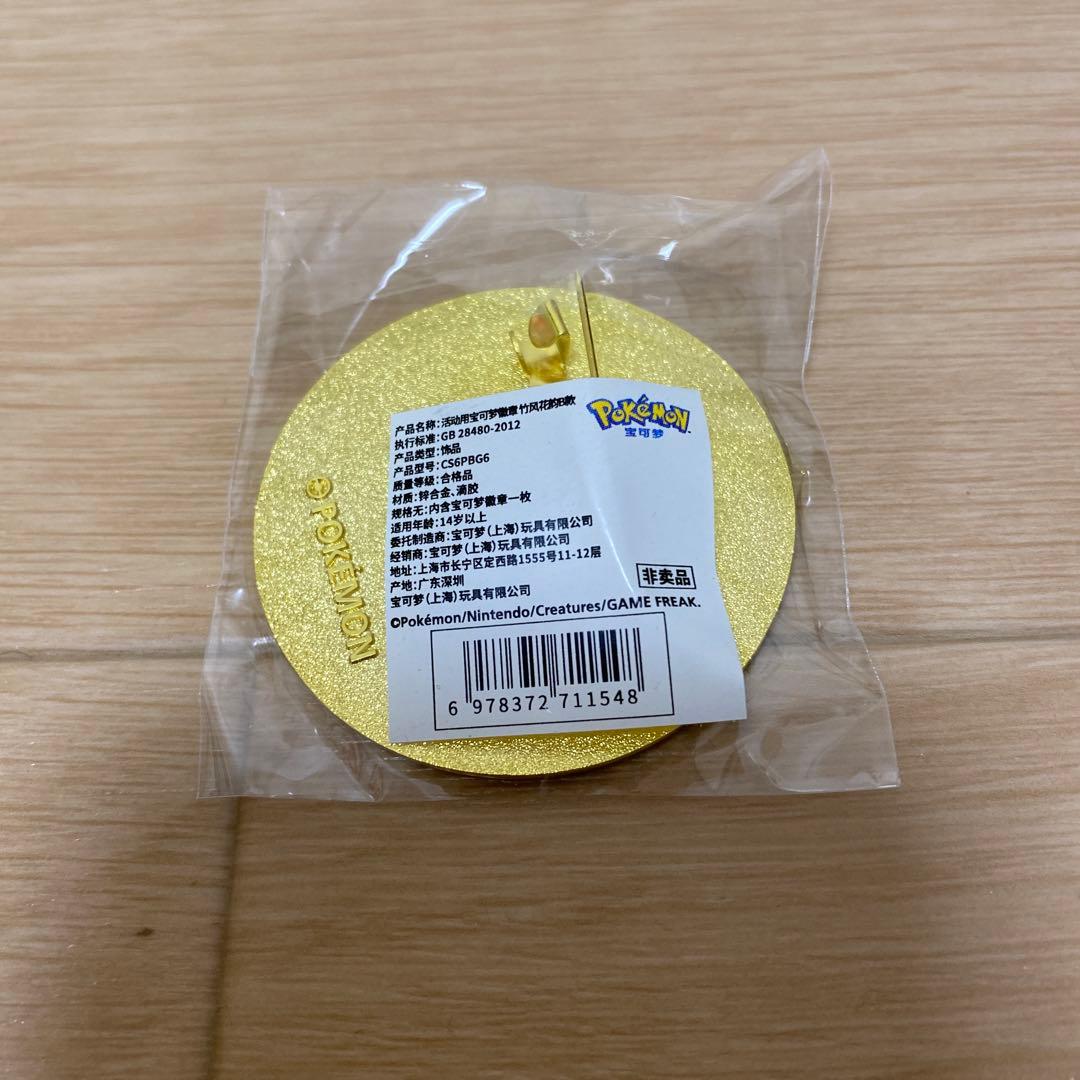 POKéMON
宝可梦
产品名称:活动用宝可梦徽章 竹风花韵B款
执行标准:GB 28480-2012
产品类型:饰品
产品型号:CS6PBG6
质量等级:合格品
材质:锌合金、滴胶
规格无:内含宝可梦徽章一枚
适用年龄:14岁以上
委托制造商:宝可梦(上海)玩具有限公司
经销商:宝可梦(上海)玩具有限公司
地址:上海市长宁区定西路1555号11-12层
产地:广东深圳
宝可梦(上海)玩具有限公司
非卖品
©Pokémon/Nintendo/Creatures/GAME FREAK.
6 978372 711548
POKÉMON